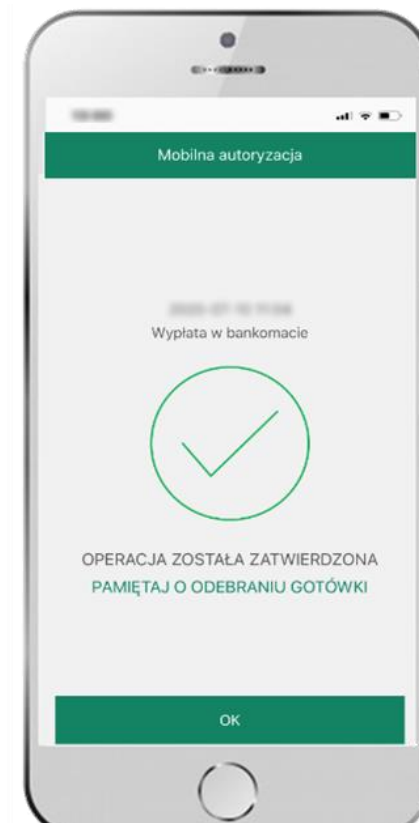 Mobilna autoryzacja
Wypłata w bankomacie
OPERACJA ZOSTAŁA ZATWIERDZONA
PAMIĘTAJ O ODEBRANIU GOTÓWKI
OK